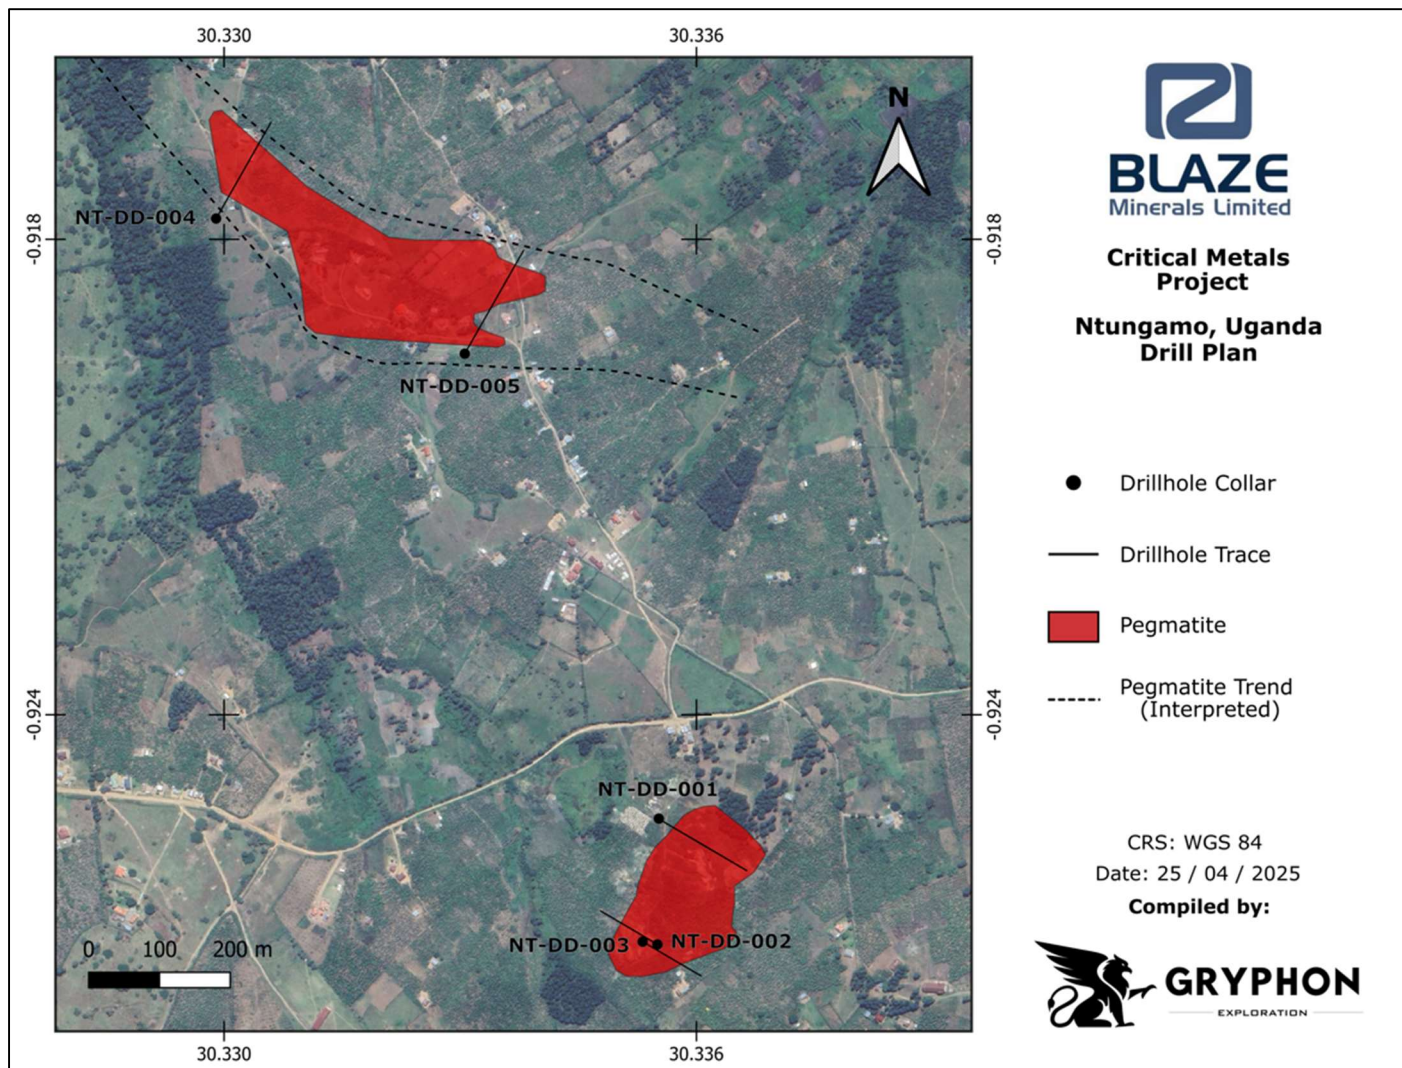 30.330
30.336
N
-0.918
-0.918
NT-DD-004
NT-DD-005
-0.924
-0.924
NT-DD-001
NT-DD-003
NT-DD-002
0
100
200 m
30.330
30.336
BLAZE
Minerals Limited
Critical Metals
Project
Ntungamo, Uganda
Drill Plan
Drillhole Collar
Drillhole Trace
Pegmatite
Pegmatite Trend
(Interpreted)
CRS: WGS 84
Date: 25 / 04 / 2025
Compiled by:
GRYPHON
EXPLORATION